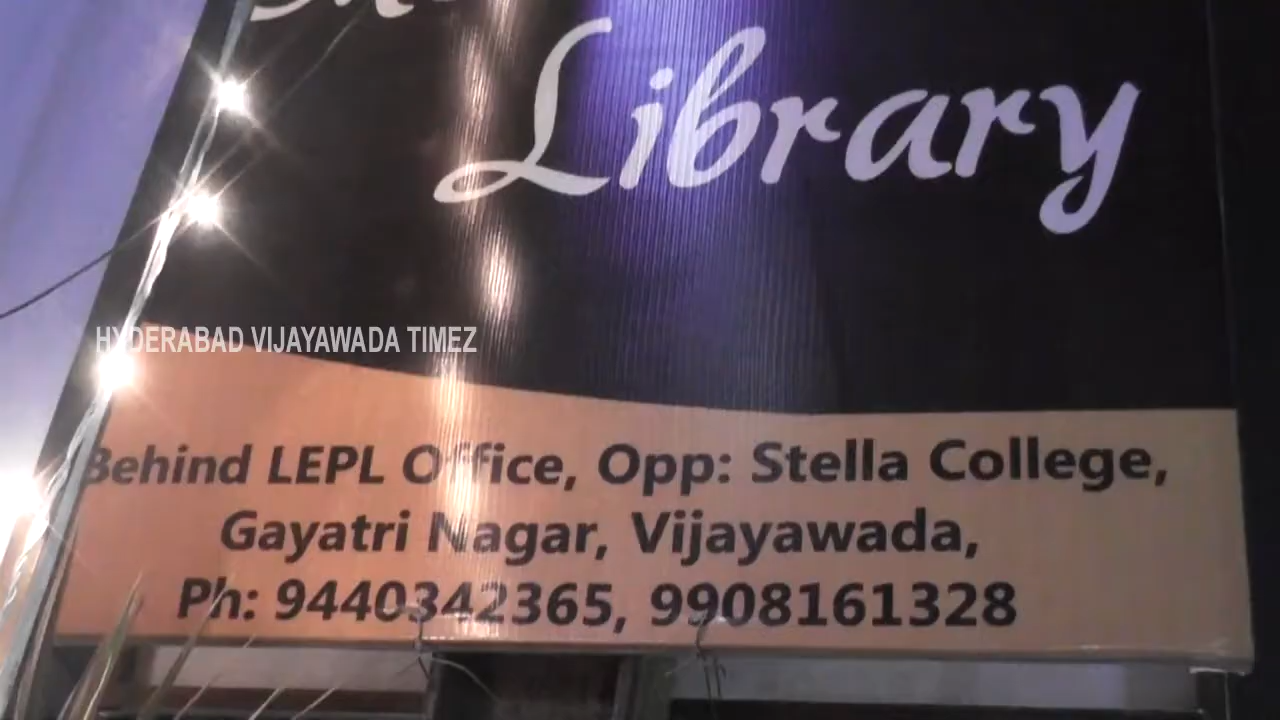 Library
HYDERABAD VIJAYAWADA TIMEZ
Behind LEPL Office, Opp: Stella College,
Gayatri Nagar, Vijayawada,
Ph: 9440342365, 9908161328